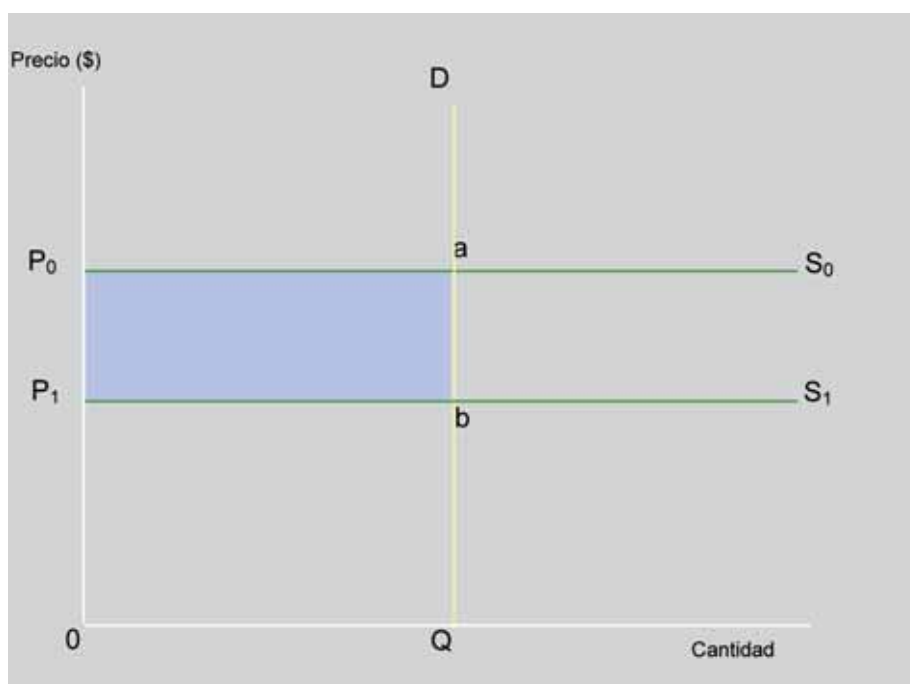 Precio ($)
D
a
P₀
S₀
P₁
S₁
b
0
Q
Cantidad